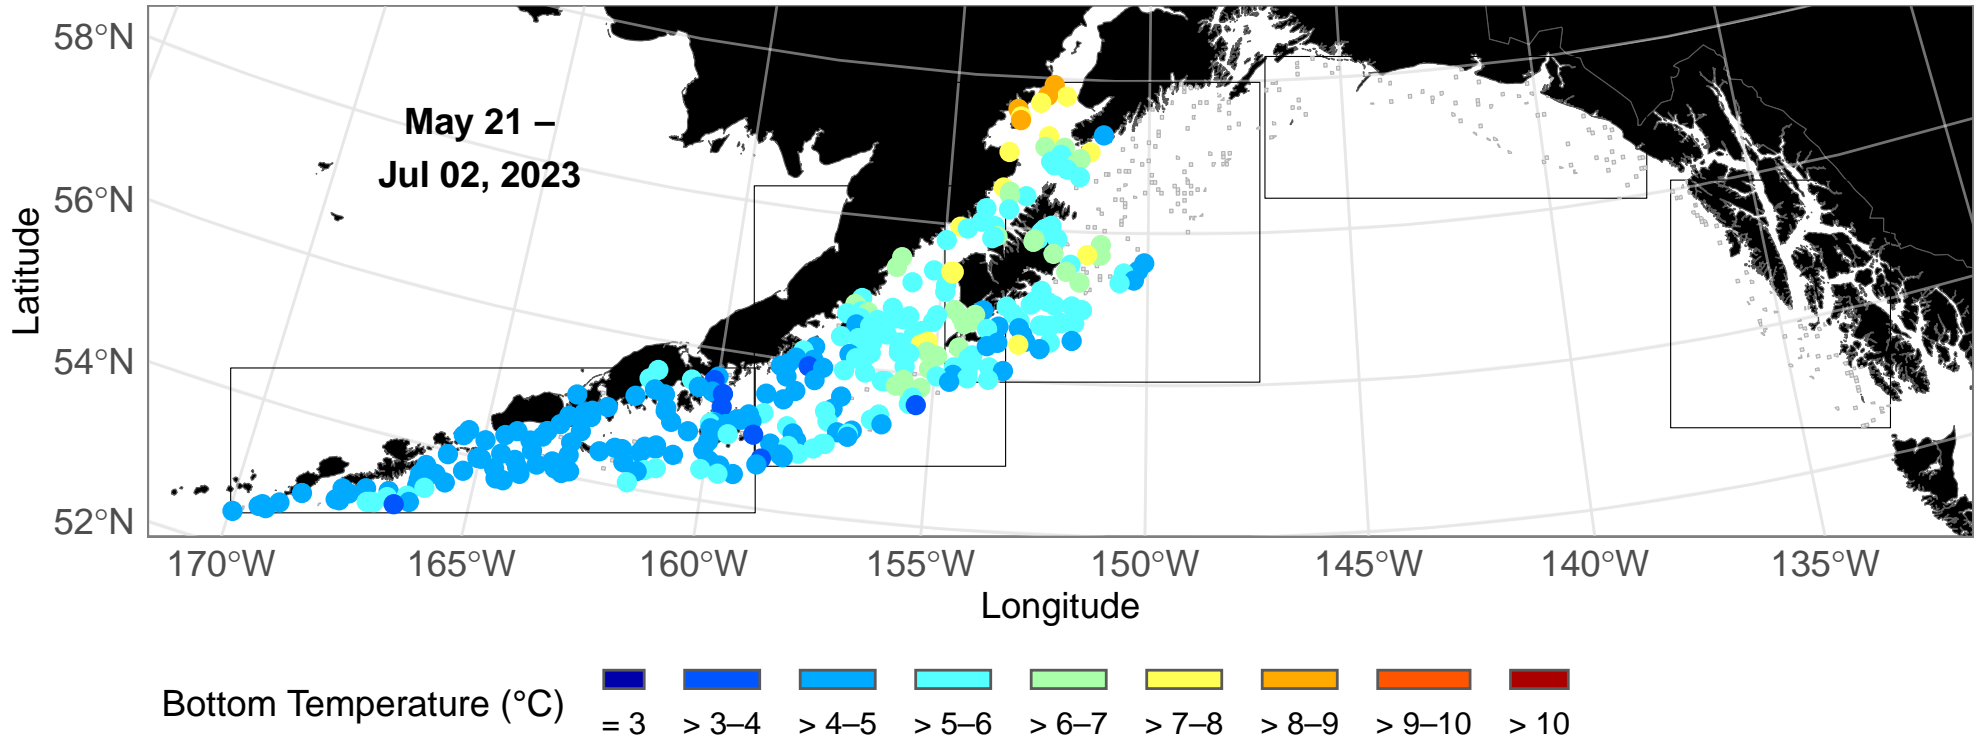 58°N
56°N
54°N
52°N
Latitude
May 21 –
Jul 02, 2023
170°W 165°W 160°W 155°W 150°W 145°W 140°W 135°W
Longitude
Bottom Temperature (°C)
= 3 > 3–4 > 4–5 > 5–6 > 6–7 > 7–8 > 8–9 > 9–10 > 10